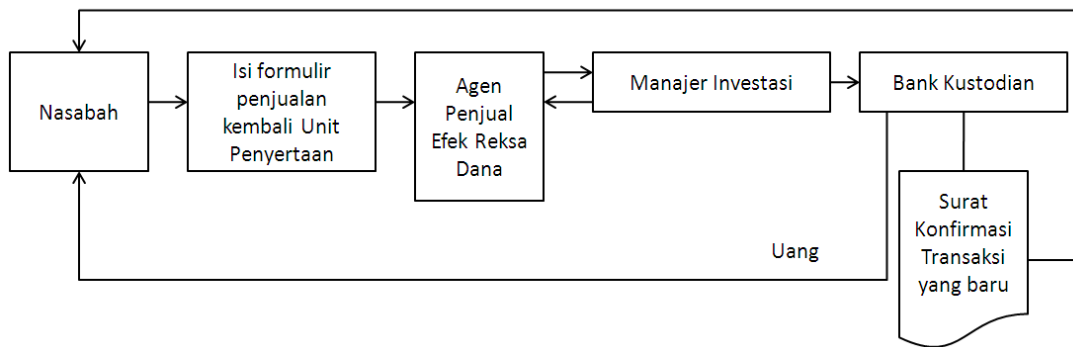 Nasabah
Isi formulir
penjualan
kembali Unit
Penyertaan
Agen
Penjual
Efek Reksa
Dana
Manajer Investasi
Bank Kustodian
Surat
Konfirmasi
Transaksi
yang baru
Uang